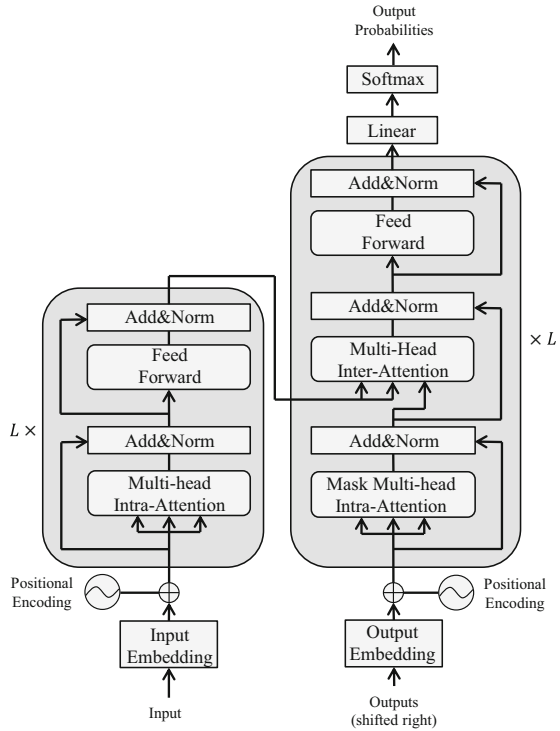 Output
Probabilities
Softmax
Linear
Add&Norm
Feed
Forward
Add&Norm
Multi-Head
Inter-Attention
Add&Norm
Mask Multi-head
Intra-Attention
× L
Add&Norm
Feed
Forward
L ×
Add&Norm
Multi-head
Intra-Attention
Positional
Encoding
Positional
Encoding
Input
Embedding
Output
Embedding
Input
Outputs
(shifted right)